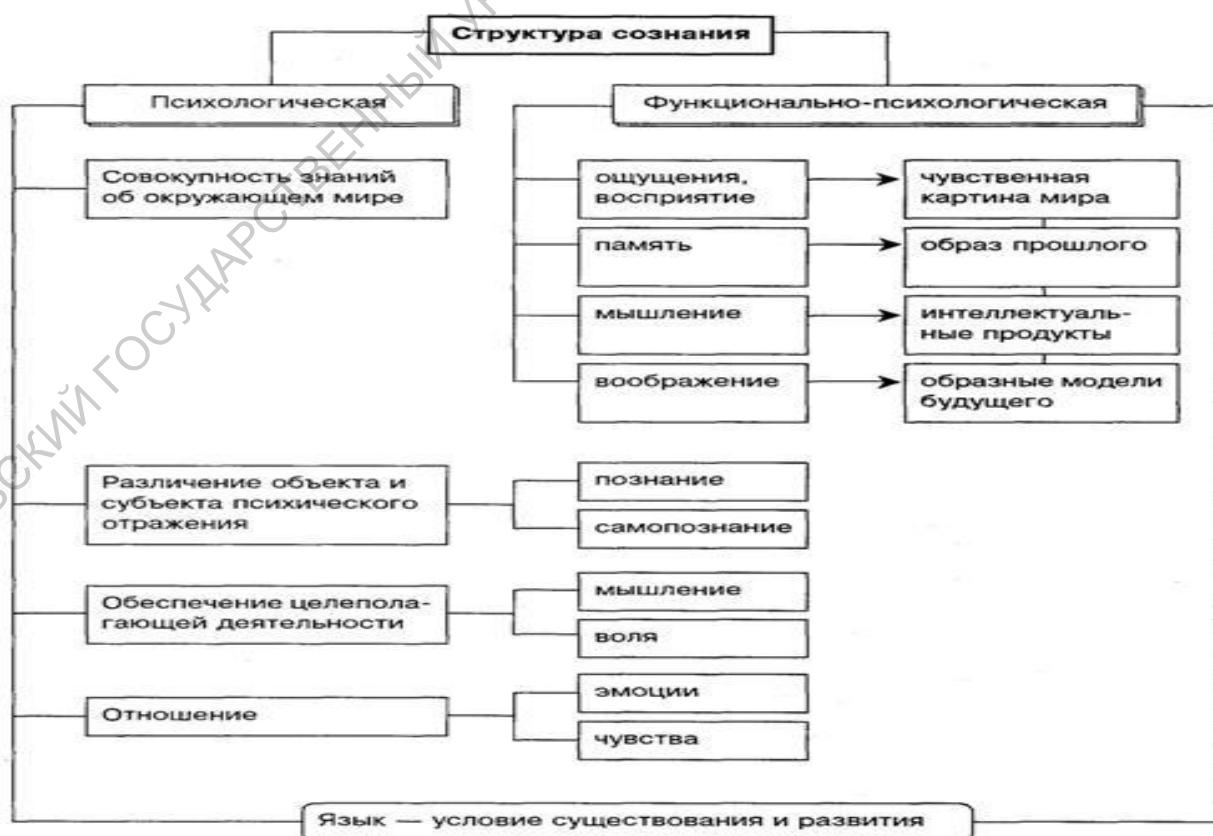 Структура сознания
Психологическая
Функционально-психологическая
Совокупность знаний
об окружающем мире
ощущения,
восприятие
чувственная
картина мира
память
образ прошлого
мышление
интеллектуаль-
ные продукты
воображение
образные модели
будущего
Различение объекта и
субъекта психического
отражения
познание
самопознание
Обеспечение целепола-
гающей деятельности
мышление
воля
Отношение
эмоции
чувства
Язык — условие существования и развития
ГОСУДАРСТВЕННЫЙ